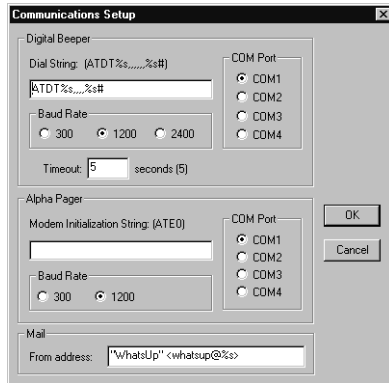 Communications Setup
Digital Beeper
Dial String: (ATDT%s,,,,,,%s#)
ATDT%s,,,,%s#
Baud Rate
300 1200 2400
Timeout: 5 seconds (5)
COM Port
COM1
COM2
COM3
COM4
Alpha Pager
Modem Initialization String: (ATE0)
Baud Rate
300 1200
COM Port
COM1
COM2
COM3
COM4
OK
Cancel
Mail
From address: "WhatsUp" <whatsup@%s>